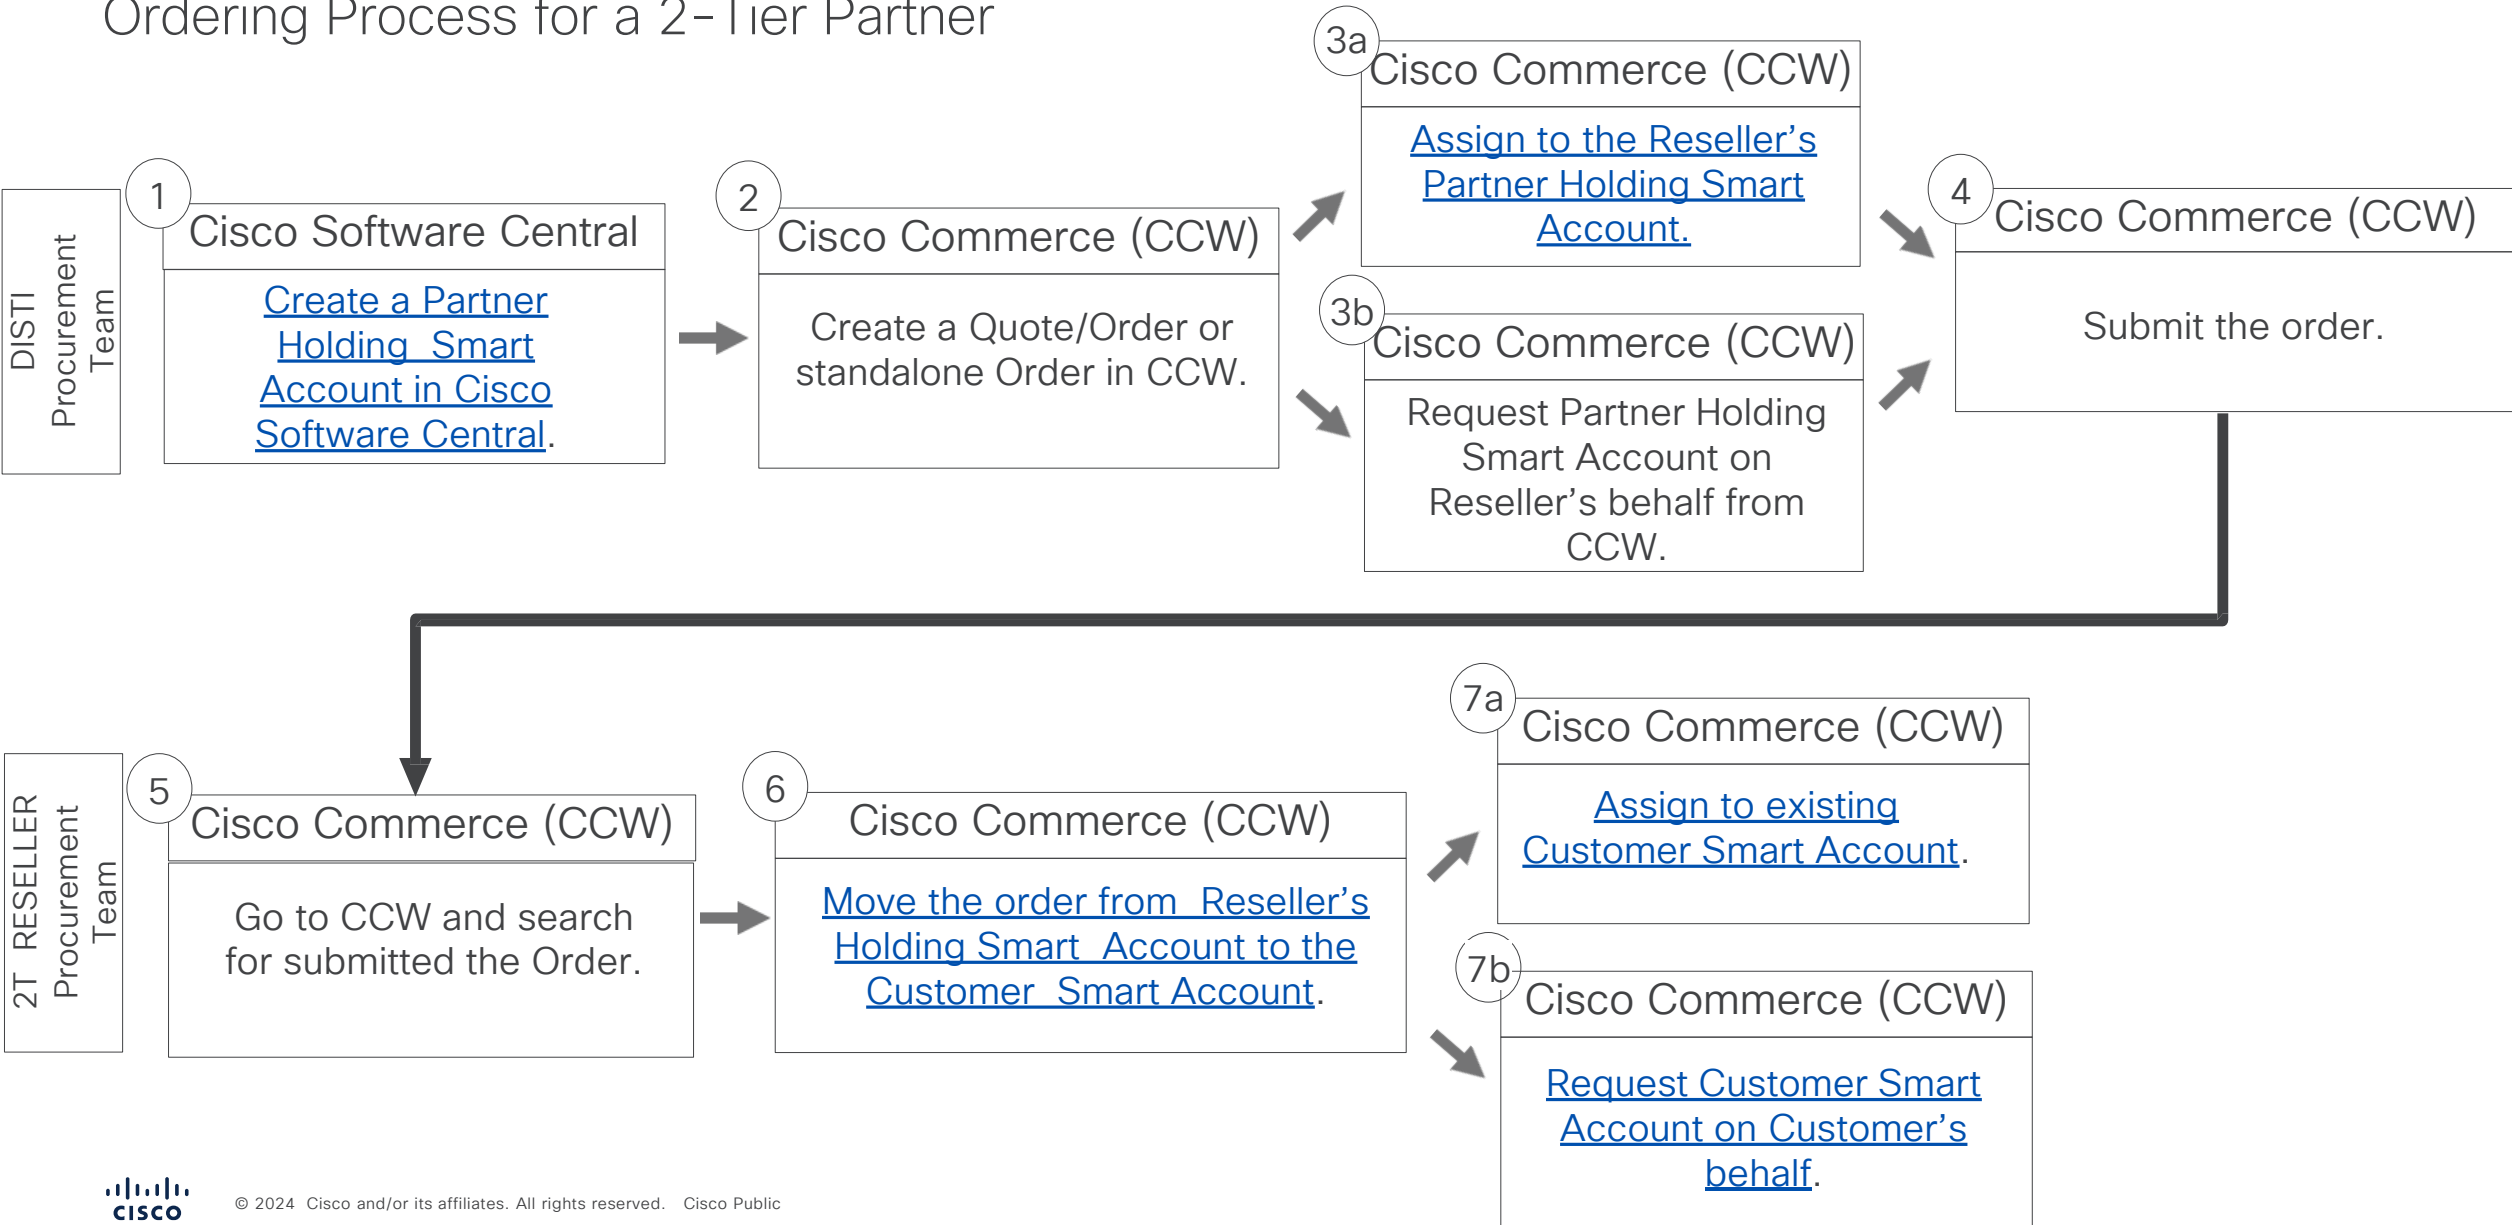 Ordering Process for a 2-Tier Partner
DISTI
Procurement
Team
1
Cisco Software Central
Create a Partner
Holding Smart
Account in Cisco
Software Central.
2
Cisco Commerce (CCW)
Create a Quote/Order or
standalone Order in CCW.
3a
Cisco Commerce (CCW)
Assign to the Reseller's
Partner Holding Smart
Account.
3b
Cisco Commerce (CCW)
Request Partner Holding
Smart Account on
Reseller's behalf from
CCW.
4
Cisco Commerce (CCW)
Submit the order.
2T RESELLER
Procurement
Team
5
Cisco Commerce (CCW)
Go to CCW and search
for submitted the Order.
6
Cisco Commerce (CCW)
Move the order from Reseller's
Holding Smart Account to the
Customer Smart Account.
7a
Cisco Commerce (CCW)
Assign to existing
Customer Smart Account.
7b
Cisco Commerce (CCW)
Request Customer Smart
Account on Customer's
behalf.
CISCO
© 2024 Cisco and/or its affiliates. All rights reserved. Cisco Public